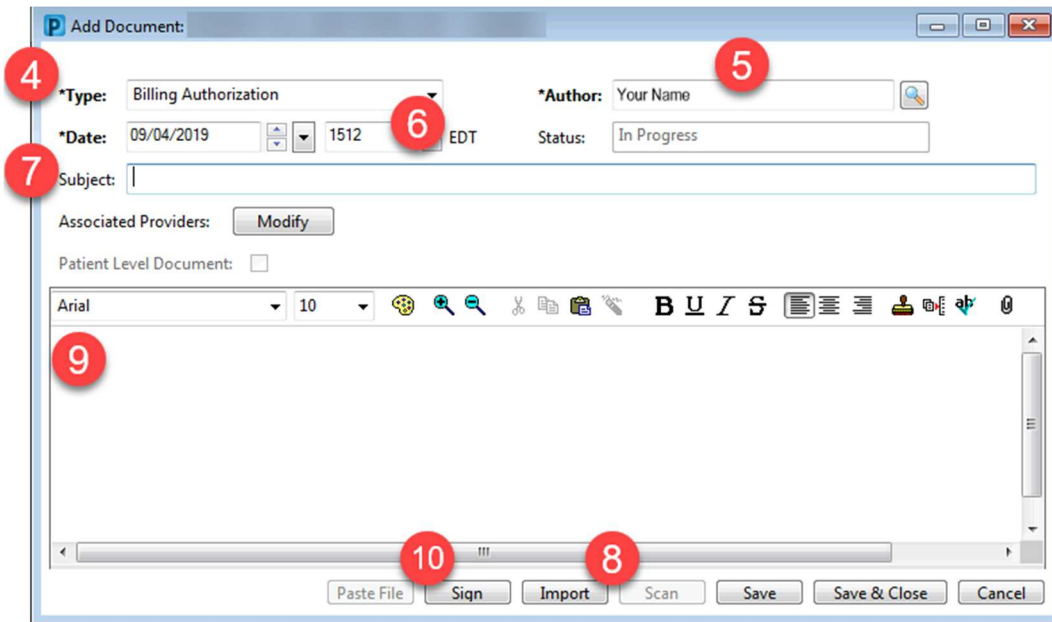 P Add Document:
4 *Type: Billing Authorization *Author: Your Name 5
*Date: 09/04/2019 1512 6 EDT Status: In Progress
7 Subject:
Associated Providers: Modify
Patient Level Document:
Arial 10 B U I S
9
10 8
Paste File Sign Import Scan Save Save & Close Cancel